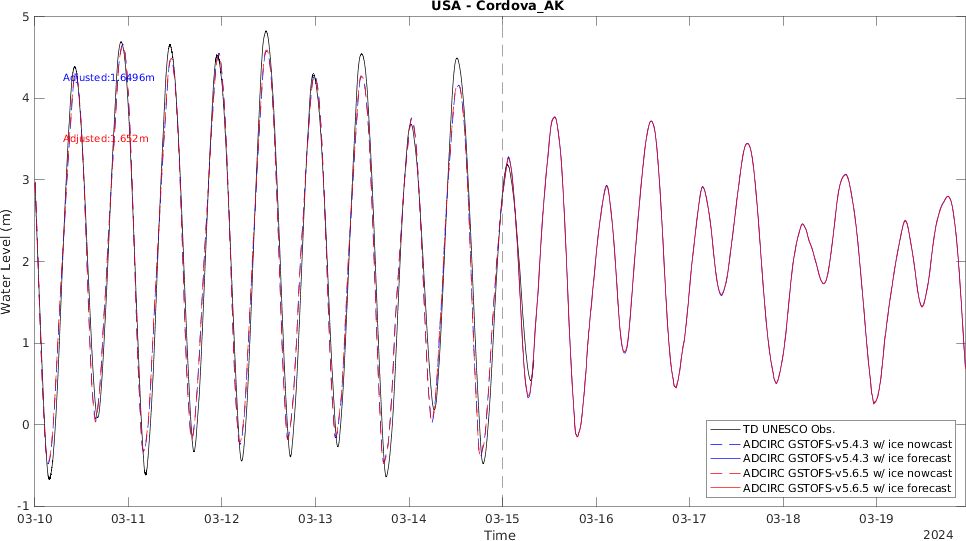 USA - Cordova_AK
5
4
3
2
1
0
-1
Water Level (m)
Adjusted:1.6496m
Adjusted:1.652m
TD UNESCO Obs.
ADCIRC GSTOFS-v5.4.3 w/ ice nowcast
ADCIRC GSTOFS-v5.4.3 w/ ice forecast
ADCIRC GSTOFS-v5.6.5 w/ ice nowcast
ADCIRC GSTOFS-v5.6.5 w/ ice forecast
03-10 03-11 03-12 03-13 03-14 03-15 03-16 03-17 03-18 03-19
Time
2024